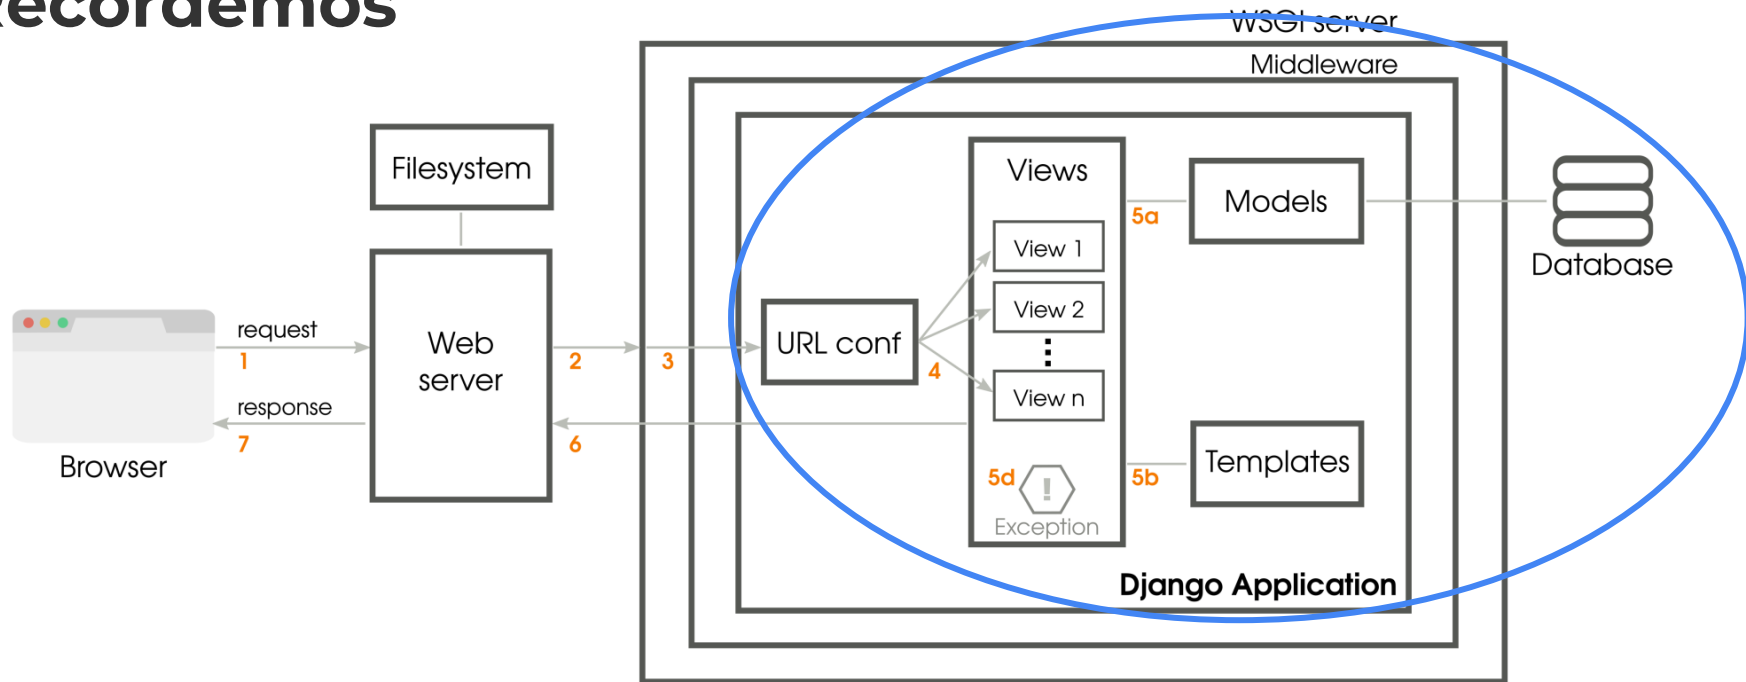 Recordemos
WSGI server
Middleware
Filesystem
Views
Models
5a
View 1
Database
View 2
request
Web
server
URL conf
1
2
3
4
View n
response
7
6
Browser
Templates
5d
5b
!
Exception
Django Application